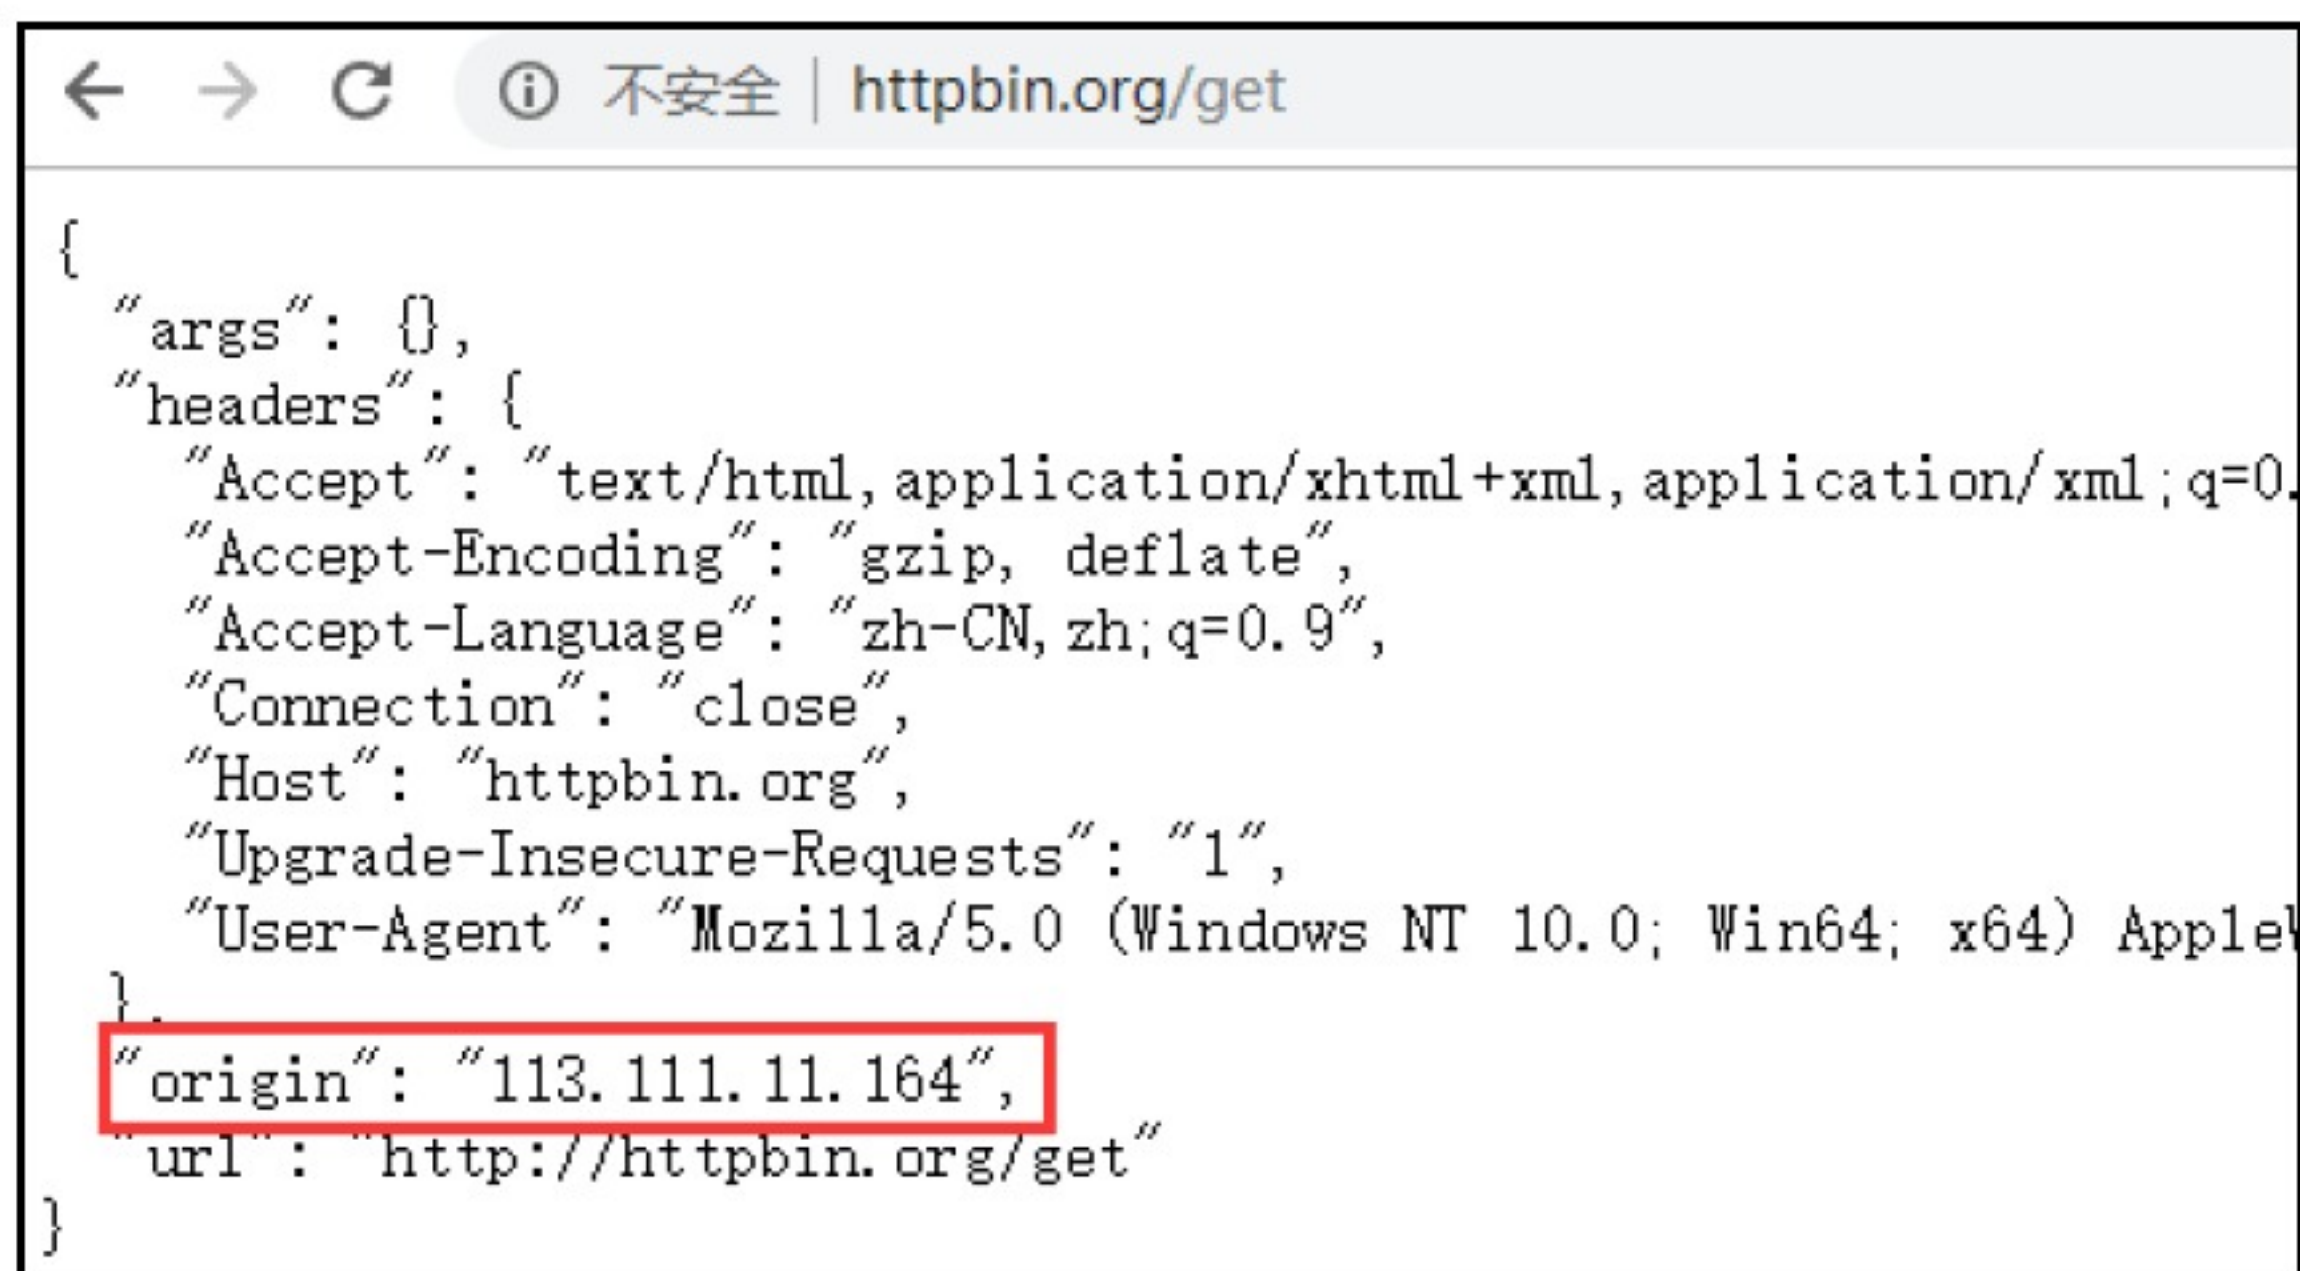 不安全 | httpbin.org/get
{
"args": {},
"headers": {
"Accept": "text/html,application/xhtml+xml,application/xml;q=0.
"Accept-Encoding": "gzip, deflate",
"Accept-Language": "zh-CN,zh;q=0.9",
"Connection": "close",
"Host": "httpbin.org",
"Upgrade-Insecure-Requests": "1",
"User-Agent": "Mozilla/5.0 (Windows NT 10.0; Win64; x64) Apple
},
"origin": "113.111.11.164",
"url": "http://httpbin.org/get"
}